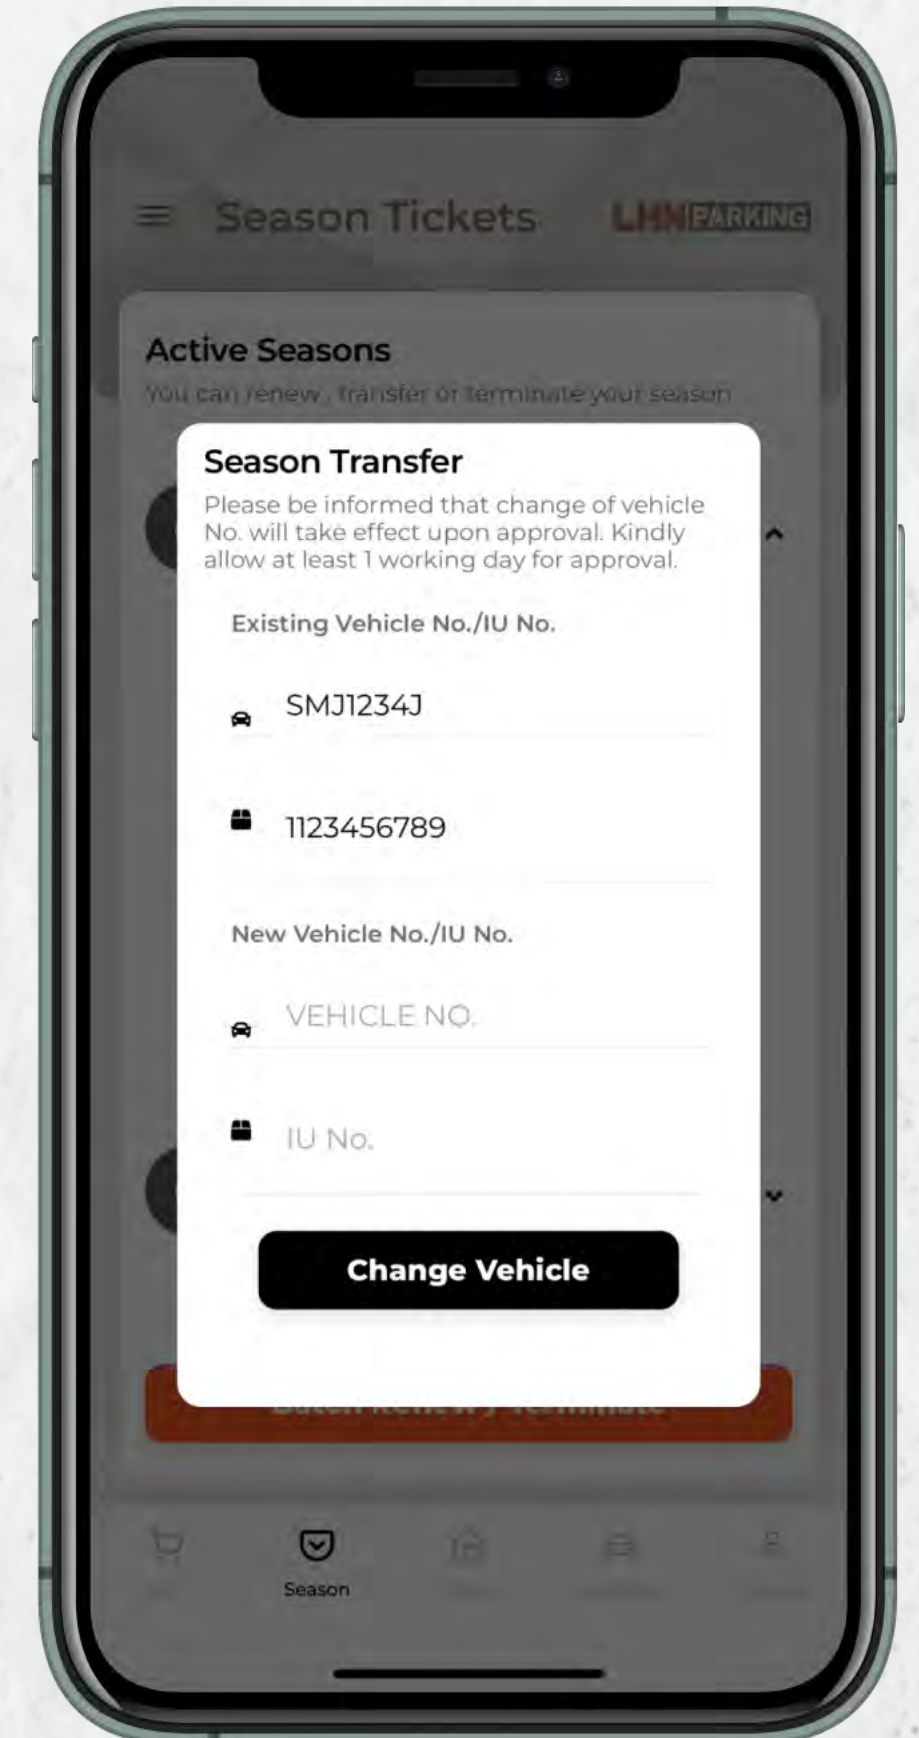 Season Tickets
LHN PARKING
Active Seasons
You can renew , transfer or terminate your season
Season Transfer
Please be informed that change of vehicle
No. will take effect upon approval. Kindly
allow at least 1 working day for approval.
Existing Vehicle No./IU No.
SMJ1234J
1123456789
New Vehicle No./IU No.
VEHICLE NO.
IU No.
Change Vehicle
Batch Renew / Terminate
Season